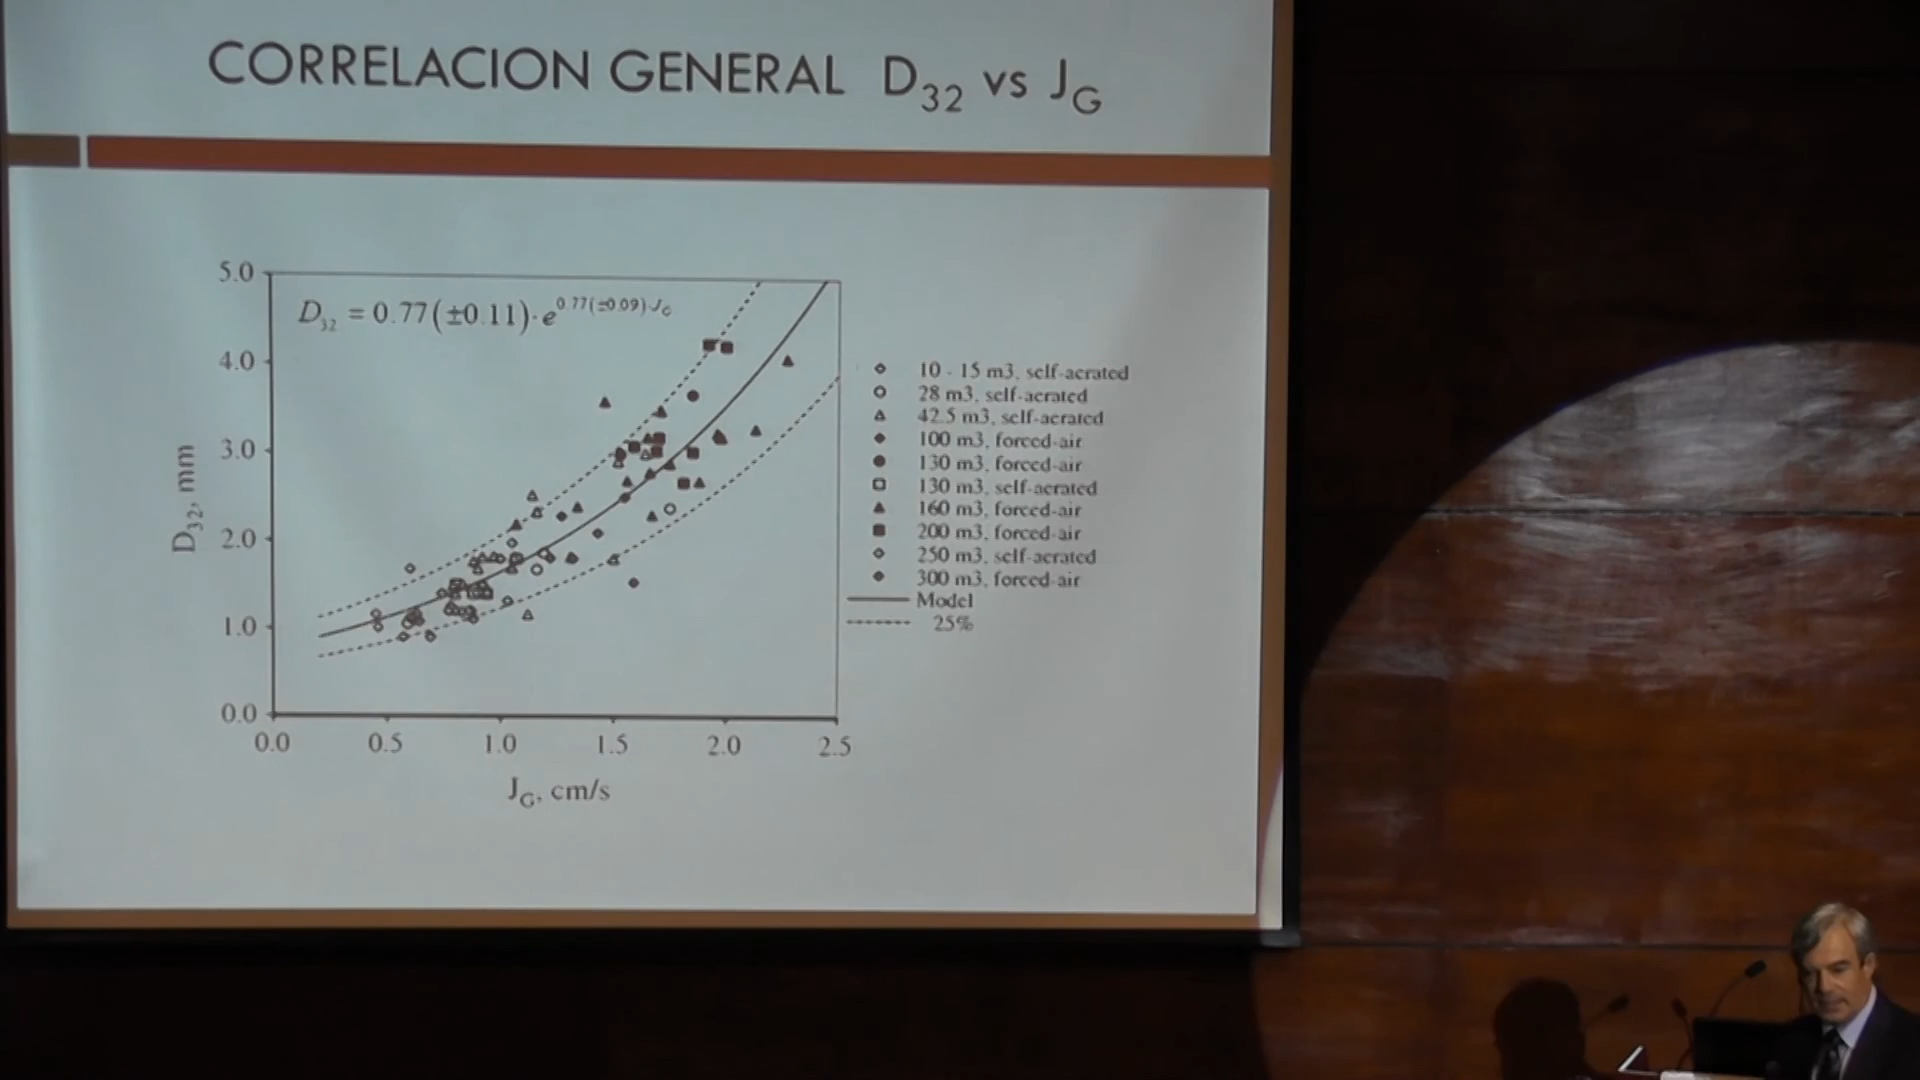 CORRELACION GENERAL D32 vs JG
D32 = 0.77(±0.11)·e^0.77(±0.09)·JG
5.0
4.0
3.0
2.0
1.0
0.0
D32, mm
0.0 0.5 1.0 1.5 2.0 2.5
JG, cm/s
10 - 15 m3, self-aerated
28 m3, self-aerated
42.5 m3, self-aerated
100 m3, forced-air
130 m3, forced-air
130 m3, self-aerated
160 m3, forced-air
200 m3, forced-air
250 m3, self-aerated
300 m3, forced-air
Model
25%